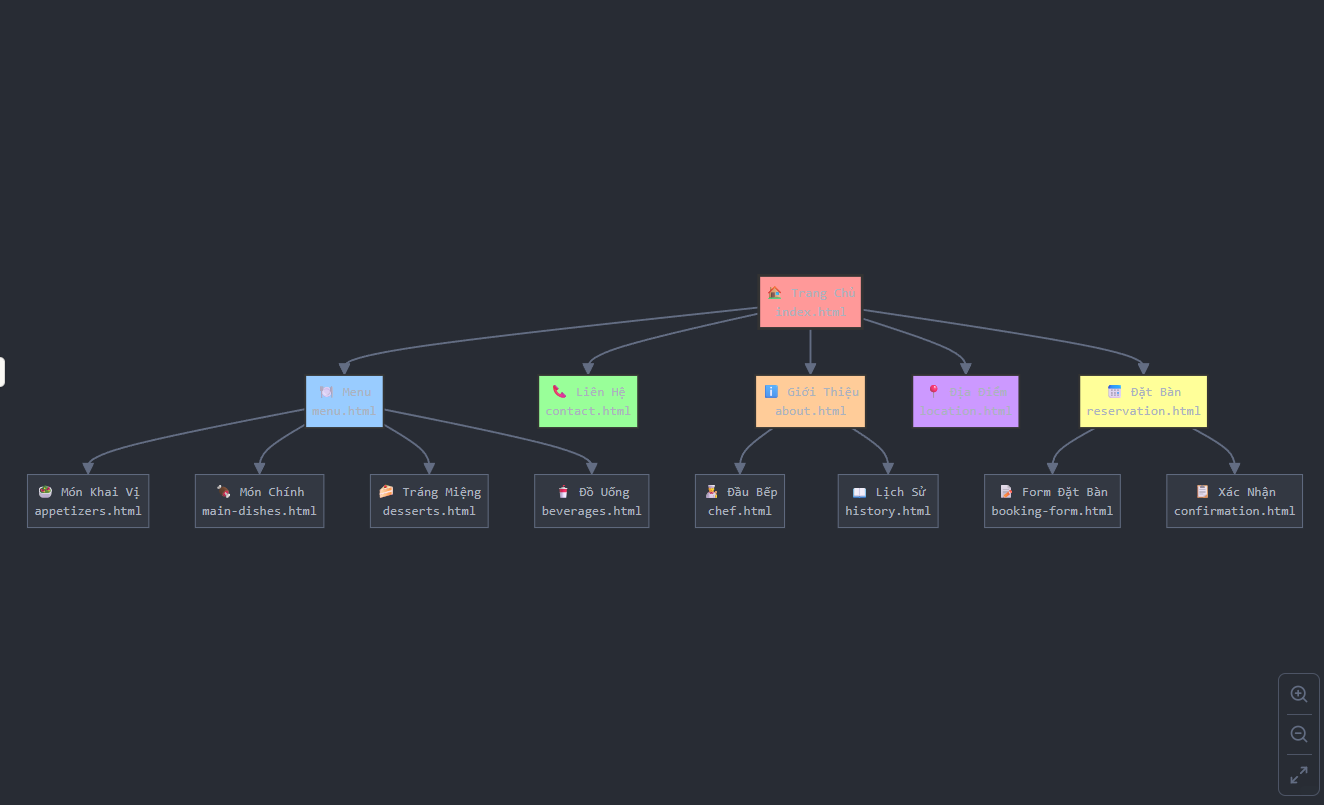 Trang Chủ
index.html
Menu
menu.html
Liên Hệ
contact.html
Giới Thiệu
about.html
Đặt Bàn
reservation.html
Món Khai Vị
appetizers.html
Món Chính
main-dishes.html
Tráng Miệng
desserts.html
Đồ Uống
beverages.html
Đầu Bếp
chef.html
Lịch Sử
history.html
Form Đặt Bàn
booking-form.html
Xác Nhận
confirmation.html